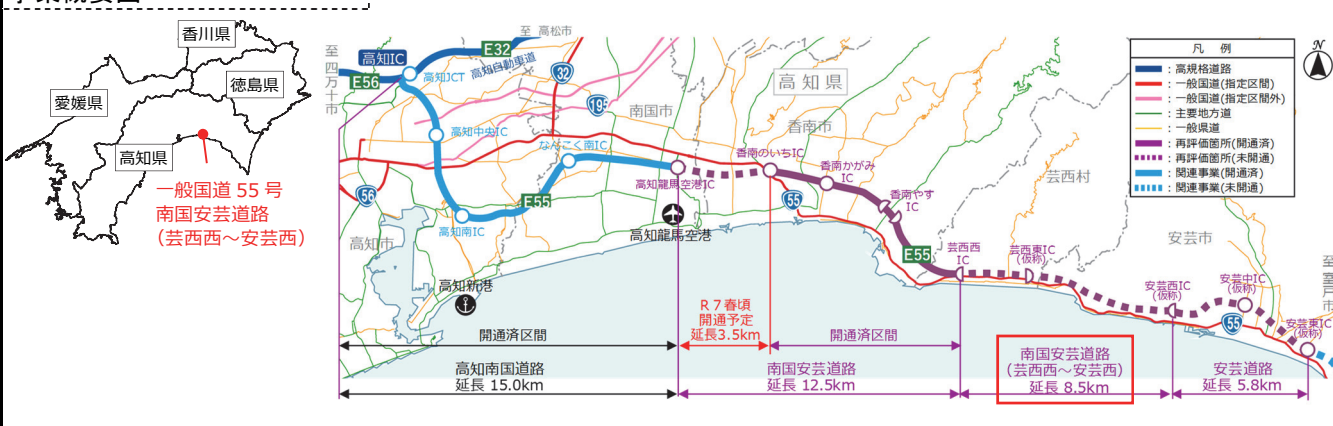 香川県
徳島県
愛媛県
高知県
一般国道 55 号
南国安芸道路
(芸西西～安芸西)
至 高松市
至四万十市
高知IC
E32
E56
高知自動車道
高知JCT
32
195
高知県
南国市
香南市
芸西村
安芸市
高知市
至室戸市
高知中央IC
なんこく南IC
高知南IC
E55
56
高知龍馬空港IC
高知龍馬空港
高知新港
香南のいちIC
香南かがみ
IC
香南やす
IC
55
E55
芸西西
IC
芸西東IC
(仮称)
安芸西IC
(仮称)
安芸中IC
(仮称)
安芸東IC
(仮称)
55
凡 例
：高規格道路
：一般国道(指定区間)
：一般国道(指定区間外)
：主要地方道
：一般県道
：再評価箇所(開通済)
：再評価箇所(未開通)
：関連事業(開通済)
：関連事業(未開通)
N
開通済区間
R７春頃
開通予定
延長3.5km
開通済区間
高知南国道路
延長 15.0km
南国安芸道路
延長 12.5km
南国安芸道路
(芸西西～安芸西)
延長 8.5km
安芸道路
延長 5.8km